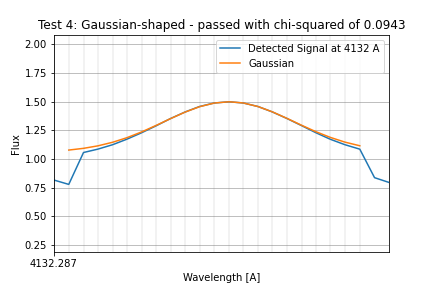 Test 4: Gaussian-shaped - passed with chi-squared of 0.0943
Detected Signal at 4132 A
Gaussian
2.00
1.75
1.50
1.25
1.00
0.75
0.50
0.25
Flux
4132.287
Wavelength [A]